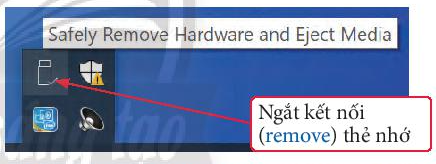 Safely Remove Hardware and Eject Media
Ngắt kết nối
(remove) thẻ nhớ